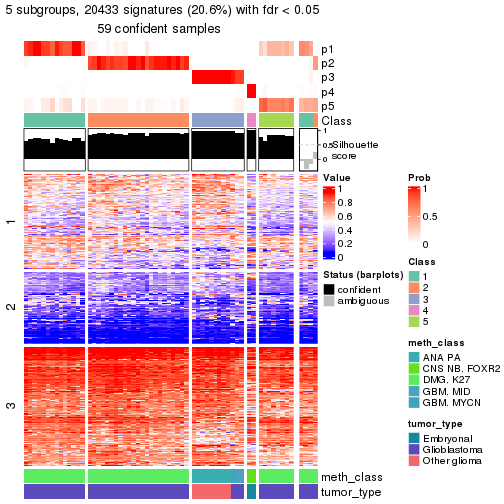 5 subgroups, 20433 signatures (20.6%) with fdr < 0.05
59 confident samples
p1
p2
p3
p4
p5
Class
1
0.5
0
Silhouette
score
1
2
3
meth_class
tumor_type
Value
1
0.8
0.6
0.4
0.2
0
Status (barplots)
confident
ambiguous
Prob
1
0.5
0
Class
1
2
3
4
5
meth_class
ANA PA
CNS NB, FOXR2
DMG, K27
GBM, MID
GBM, MYCN
tumor_type
Embryonal
Glioblastoma
Other glioma